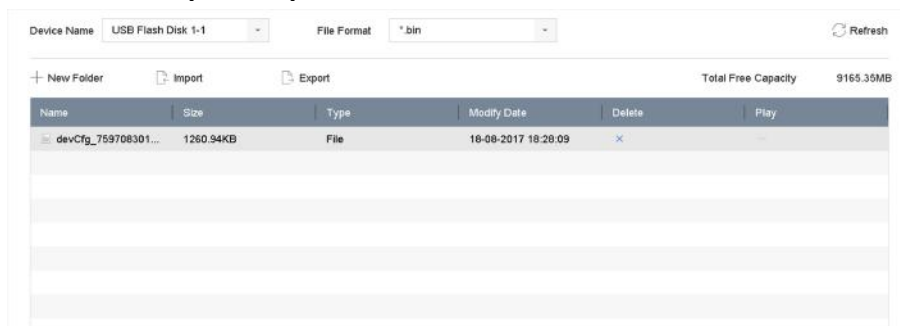 Device Name USB Flash Disk 1-1 File Format *.bin Refresh
New Folder Import Export Total Free Capacity 9165.35MB
Name Size Type Modify Date Delete Play
devCfg_759708301... 1260.94KB File 18-08-2017 18:28:09